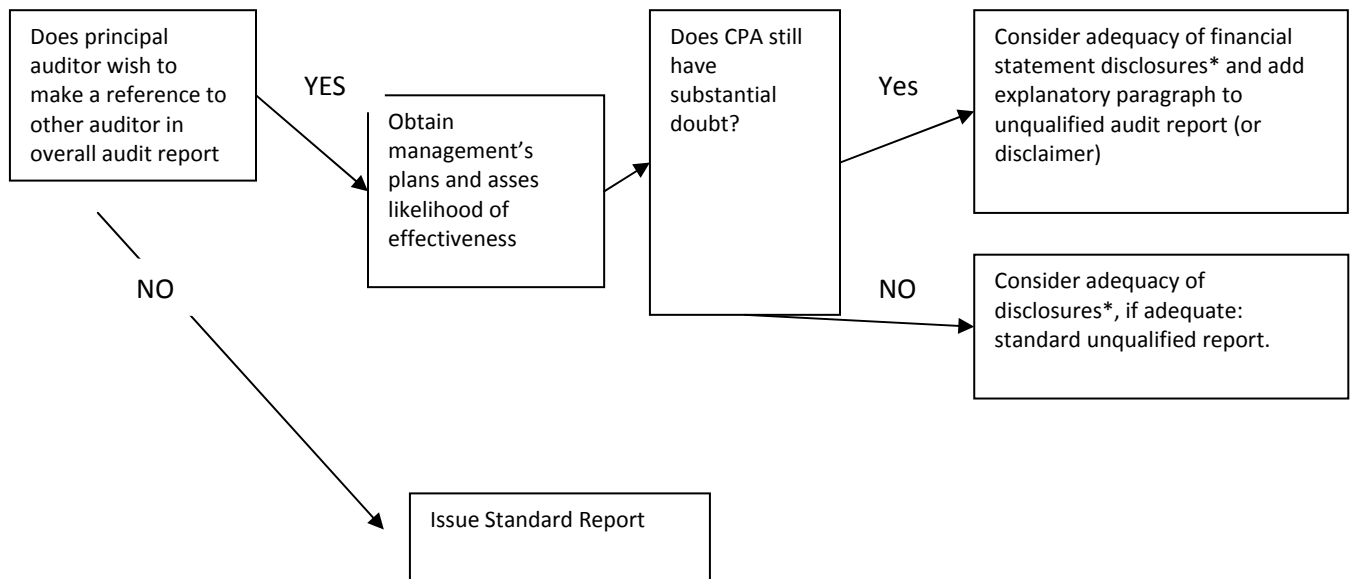 Does principal
auditor wish to
make a reference to
other auditor in
overall audit report
YES
Obtain
management's
plans and asses
likelihood of
effectiveness
Does CPA still
have
substantial
doubt?
Yes
Consider adequacy of financial
statement disclosures* and add
explanatory paragraph to
unqualified audit report (or
disclaimer)
NO
Consider adequacy of
disclosures*, if adequate:
standard unqualified report.
NO
Issue Standard Report